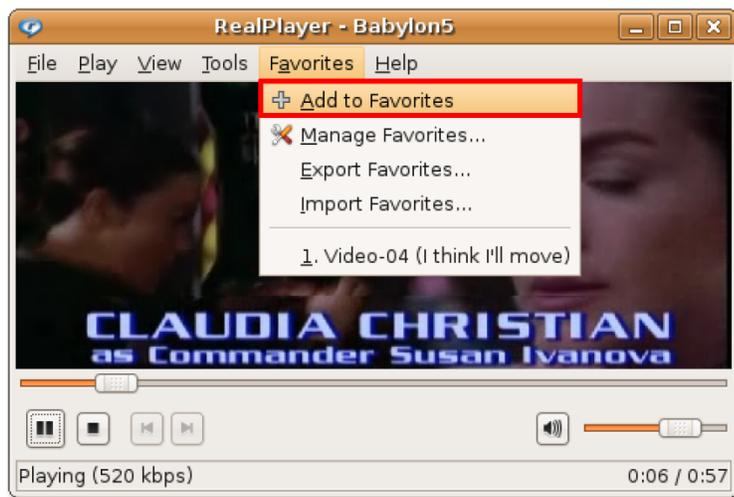 RealPlayer - Babylon5
File Play View Tools Favorites Help
Add to Favorites
Manage Favorites...
Export Favorites...
Import Favorites...
1. Video-04 (I think I'll move)
CLAUDIA CHRISTIAN
as Commander Susan Ivanova
Playing (520 kbps) 0:06 / 0:57